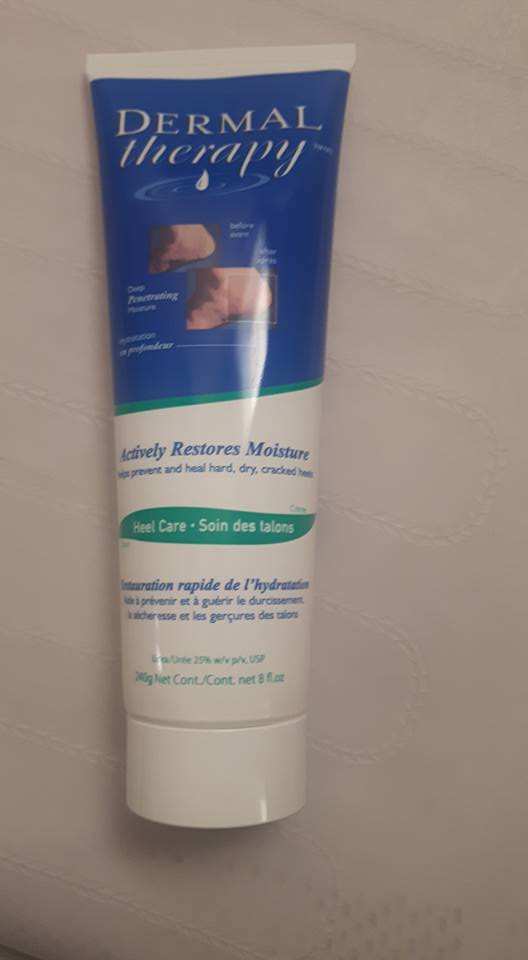 DERMAL
therapy
before
avant
after
après
Deep
Penetrating
Moisture
hydratation
en profondeur
Actively Restores Moisture
helps prevent and heal hard, dry, cracked heels
Cream
Heel Care • Soin des talons
Restauration rapide de l'hydratation
Aide à prévenir et à guérir le durcissement,
la sécheresse et les gerçures des talons
Urea/Urée 25% w/v p/v, USP
240g Net Cont./Cont. net 8 fl.oz